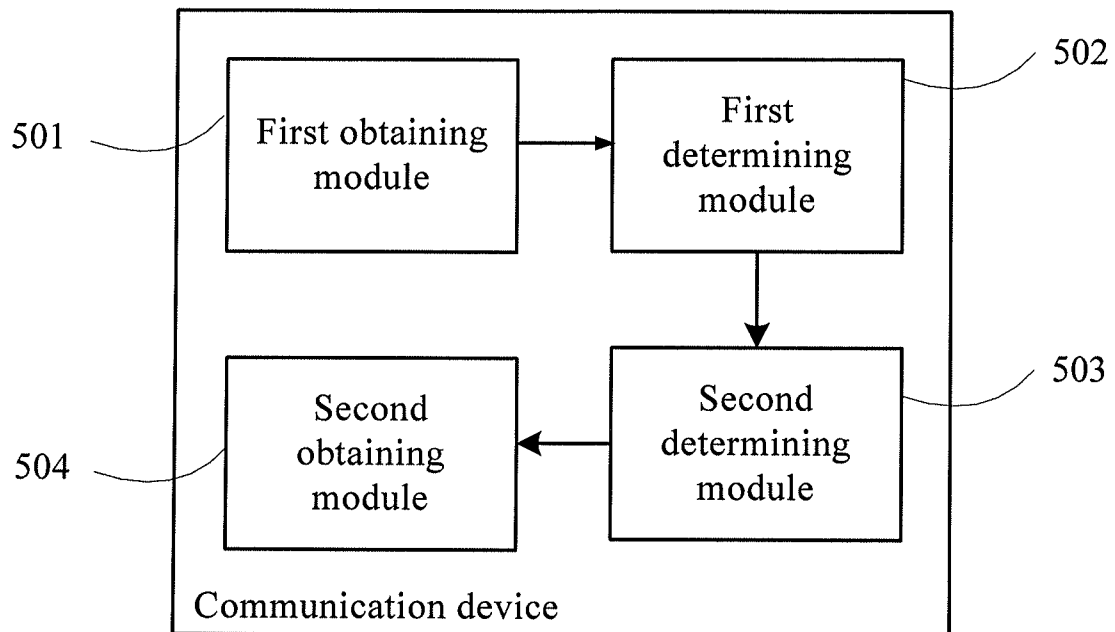 501
First obtaining
module
First
determining
module
502
504
Second
obtaining
module
Second
determining
module
503
Communication device